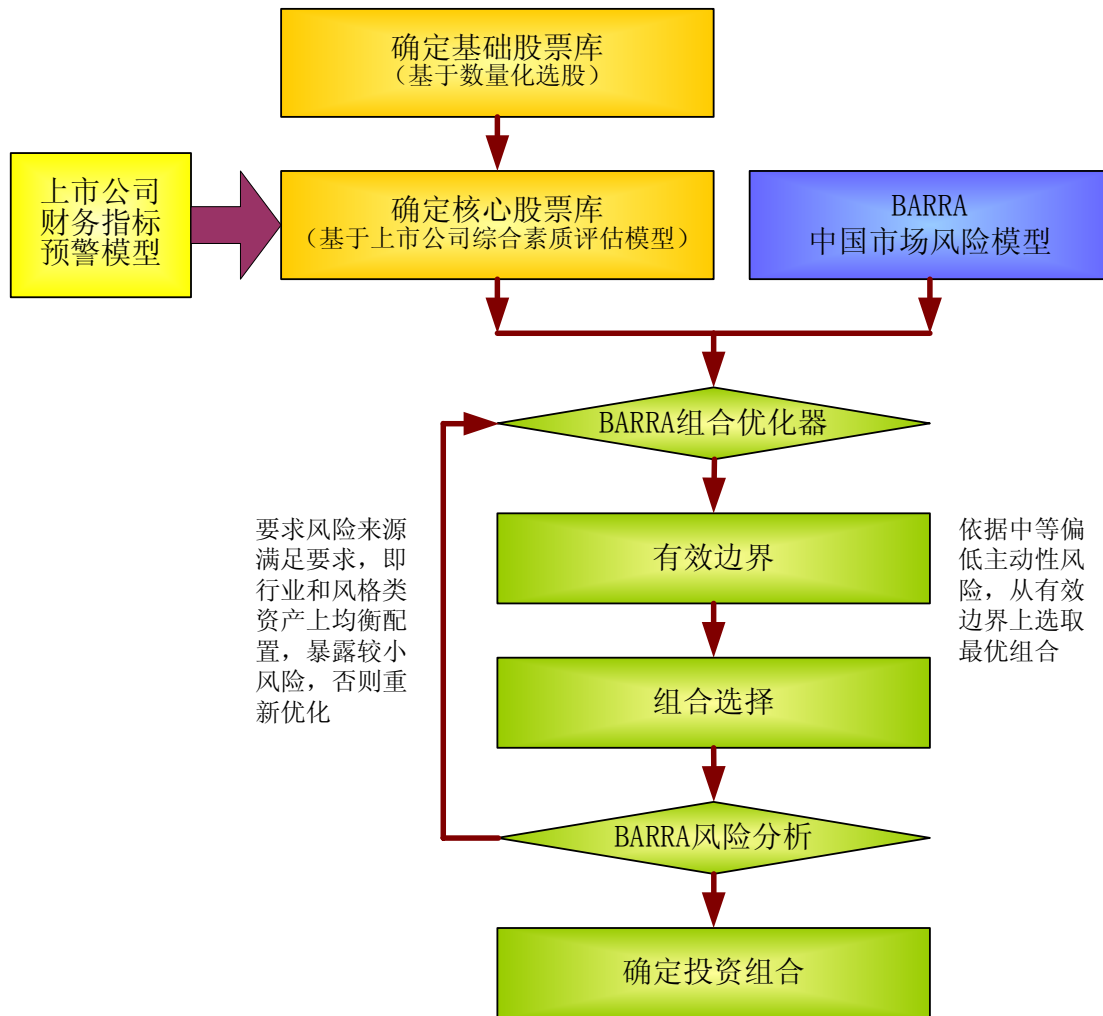 确定基础股票库
（基于数量化选股）
上市公司
财务指标
预警模型
确定核心股票库
（基于上市公司综合素质评估模型）
BARRA
中国市场风险模型
BARRA组合优化器
要求风险来源
满足要求，即
行业和风格类
资产上均衡配
置，暴露较小
风险，否则重
新优化
有效边界
依据中等偏
低主动性风
险，从有效
边界上选取
最优组合
组合选择
BARRA风险分析
确定投资组合